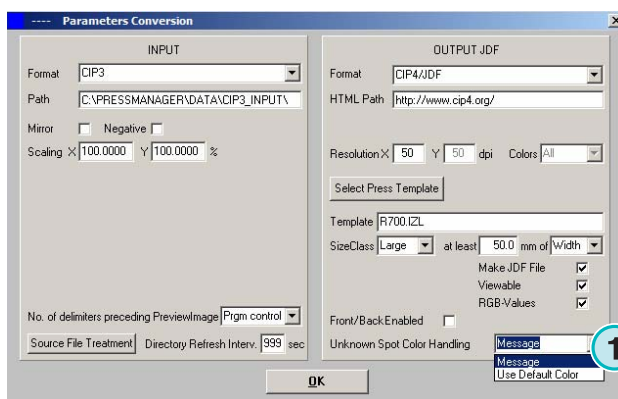 ---- Parameters Conversion
INPUT
Format CIP3
Path C:\PRESSMANAGER\DATA\CIP3_INPUT\
Mirror Negative
Scaling X 100.0000 Y 100.0000 %
No. of delimiters preceding PreviewImage Prgm control
Source File Treatment Directory Refresh Interv. 999 sec
OUTPUT JDF
Format CIP4/JDF
HTML Path http://www.cip4.org/
Resolution X 50 Y 50 dpi Colors All
Select Press Template
Template R700.IZL
SizeClass Large at least 50.0 mm of Width
Make JDF File
Viewable
RGB-Values
Front/Back Enabled
Unknown Spot Color Handling Message
Message
Use Default Color
1
OK